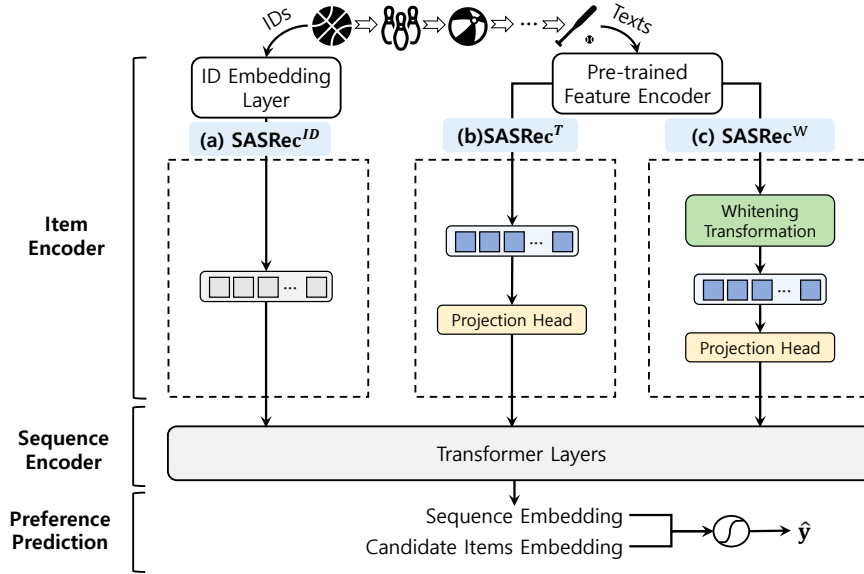 IDs
...
Texts
ID Embedding
Layer
Pre-trained
Feature Encoder
(a) SASRec^{ID}
(b)SASRec^{T}
(c) SASRec^{W}
Item
Encoder
Whitening
Transformation
...
...
...
Projection Head
Projection Head
Sequence
Encoder
Transformer Layers
Preference
Prediction
Sequence Embedding
Candidate Items Embedding
ŷ